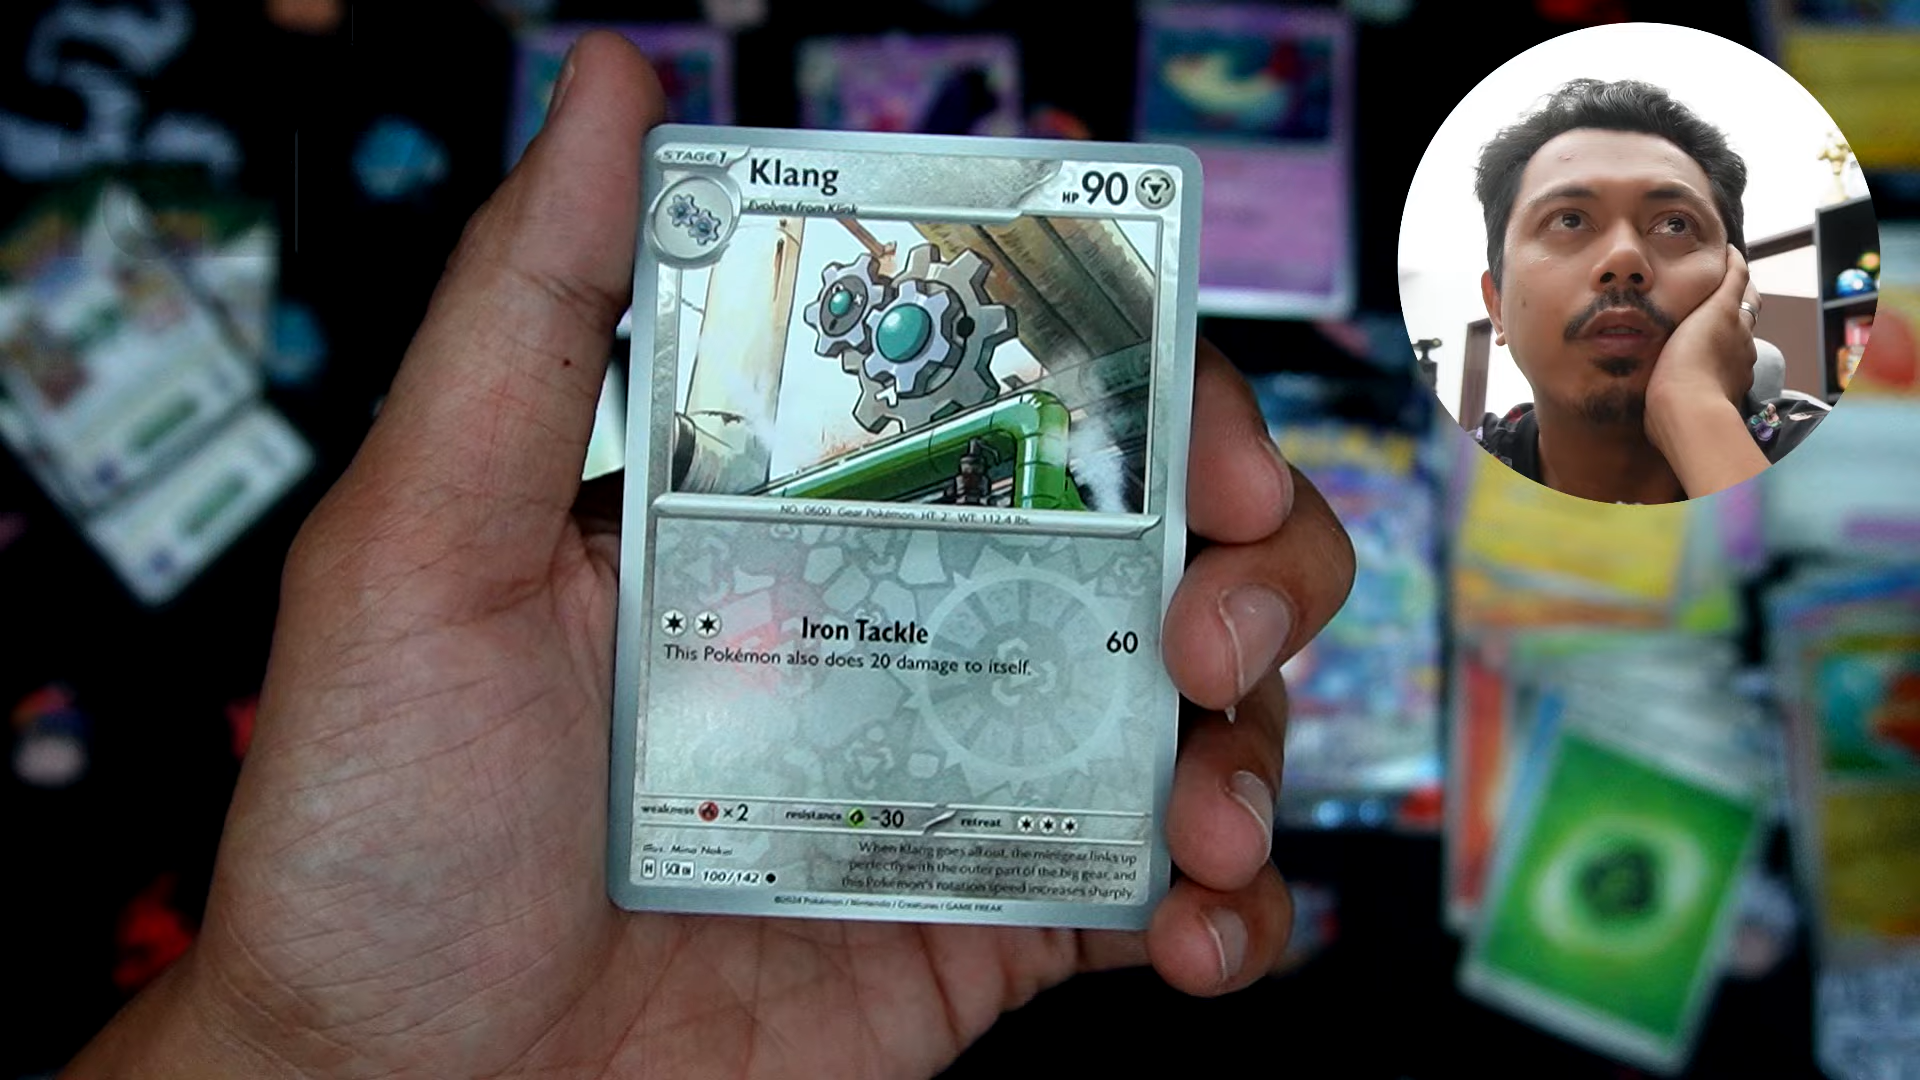 STAGE 1
Klang
HP 90
Evolves from Klink
NO. 0600 Gear Pokémon HT: 2' WT: 112.4 lbs.
Iron Tackle 60
This Pokémon also does 20 damage to itself.
weakness ×2 resistance -30 retreat
Illus. Mina Nakai
When Klang goes all out, the minigear links up
perfectly with the outer part of the big gear, and
this Pokémon's rotation speed increases sharply.
H SCR EN 100/142
©2024 Pokémon / Nintendo / Creatures / GAME FREAK